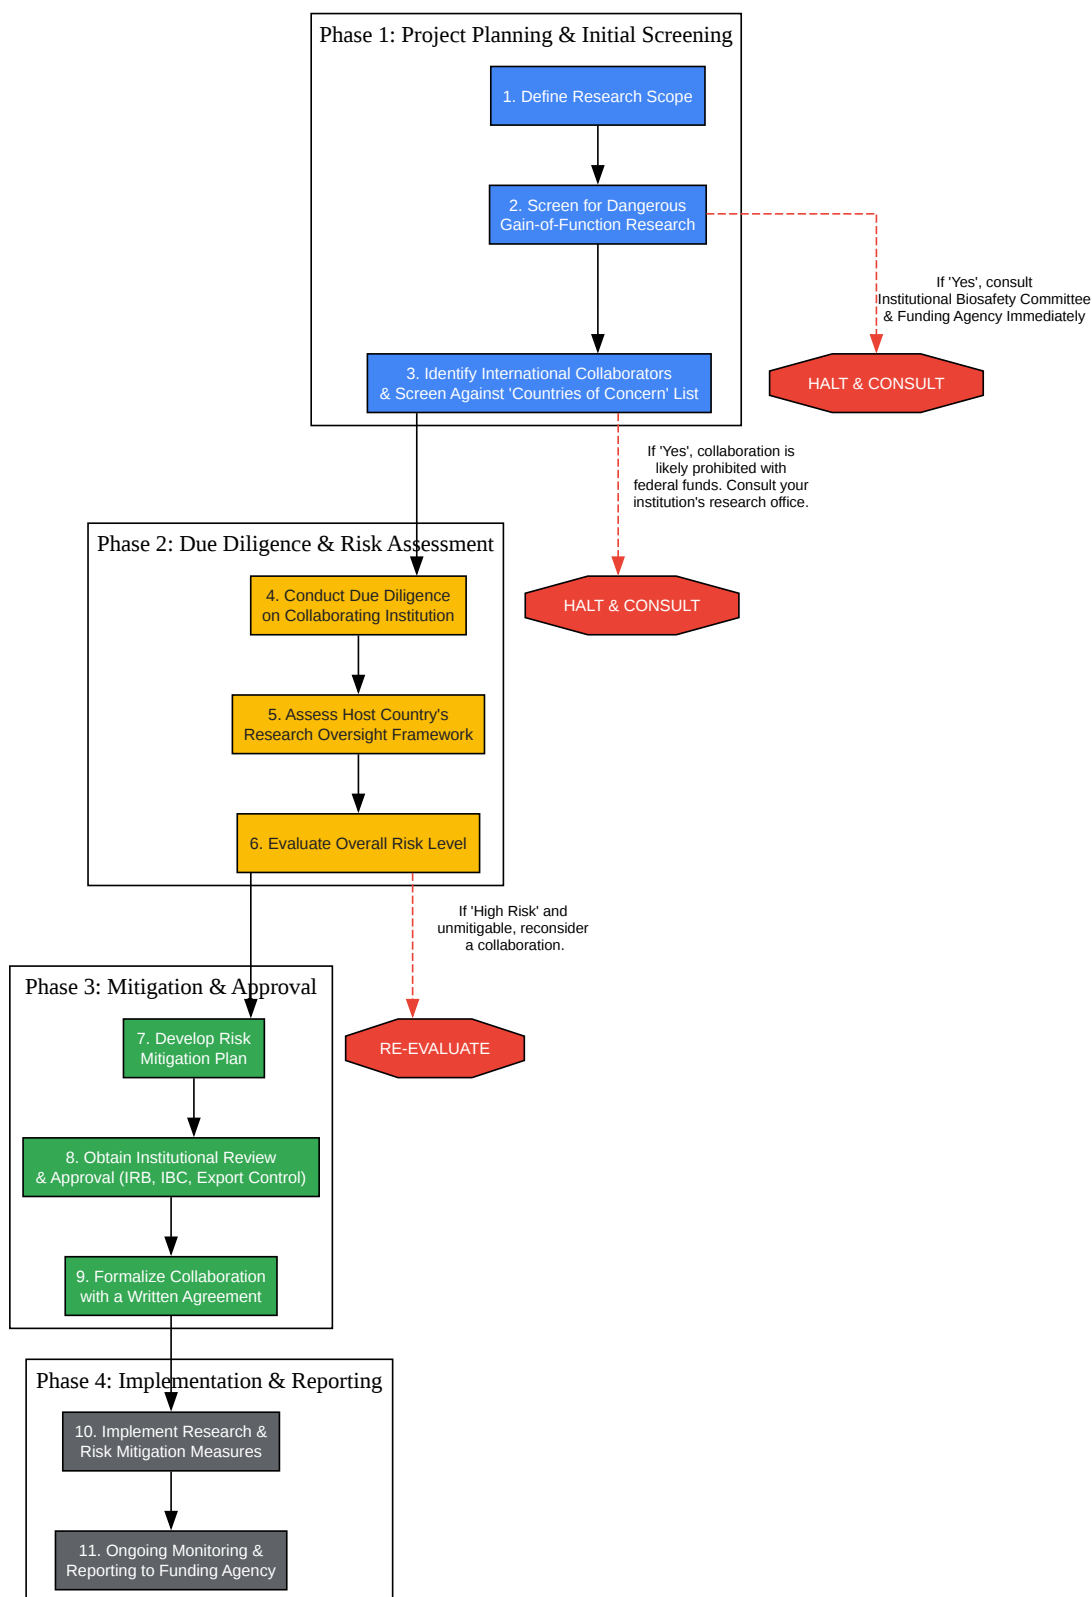 Phase 1: Project Planning & Initial Screening
1. Define Research Scope
2. Screen for Dangerous
Gain-of-Function Research
If 'Yes', consult
Institutional Biosafety Committee
& Funding Agency Immediately
3. Identify International Collaborators
& Screen Against 'Countries of Concern' List
HALT & CONSULT
If 'Yes', collaboration is
likely prohibited with
federal funds. Consult your
institution's research office.
Phase 2: Due Diligence & Risk Assessment
4. Conduct Due Diligence
on Collaborating Institution
HALT & CONSULT
5. Assess Host Country's
Research Oversight Framework
6. Evaluate Overall Risk Level
If 'High Risk' and
unmitigable, reconsider
a collaboration.
Phase 3: Mitigation & Approval
7. Develop Risk
Mitigation Plan
RE-EVALUATE
8. Obtain Institutional Review
& Approval (IRB, IBC, Export Control)
9. Formalize Collaboration
with a Written Agreement
Phase 4: Implementation & Reporting
10. Implement Research &
Risk Mitigation Measures
11. Ongoing Monitoring &
Reporting to Funding Agency